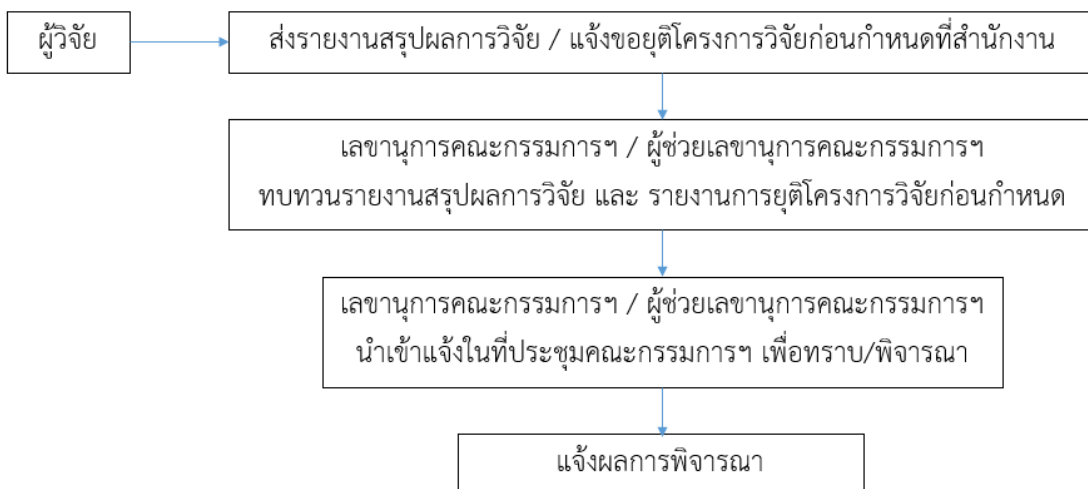 ผู้วิจัย
ส่งรายงานสรุปผลการวิจัย / แจ้งขอยุติโครงการวิจัยก่อนกำหนดที่สำนักงาน
เลขานุการคณะกรรมการฯ / ผู้ช่วยเลขานุการคณะกรรมการฯ
ทบทวนรายงานสรุปผลการวิจัย และ รายงานการยุติโครงการวิจัยก่อนกำหนด
เลขานุการคณะกรรมการฯ / ผู้ช่วยเลขานุการคณะกรรมการฯ
นำเข้าแจ้งในที่ประชุมคณะกรรมการฯ เพื่อทราบ/พิจารณา
แจ้งผลการพิจารณา